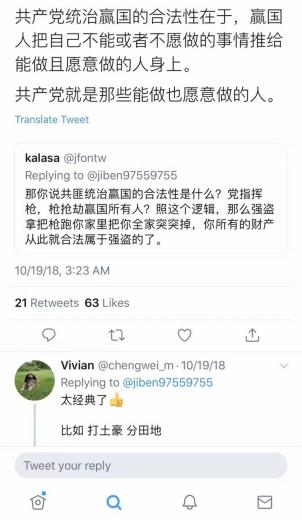 共产党统治赢国的合法性在于，赢国
人把自己不能或者不愿做的事情推给
能做且愿意做的人身上。
共产党就是那些能做也愿意做的人。
Translate Tweet
kalasa @jfontw
Replying to @jiben97559755
那你说共匪统治赢国的合法性是什么？党指挥
枪，枪抢劫赢国所有人？照这个逻辑，那么强盗
拿把枪跑你家里把你全家突突掉，你所有的财产
从此就合法属于强盗的了。
10/19/18, 3:23 AM
21 Retweets 63 Likes
Vivian @chengwei_m · 10/19/18
Replying to @jiben97559755
太经典了👍
比如 打土豪 分田地
Tweet your reply